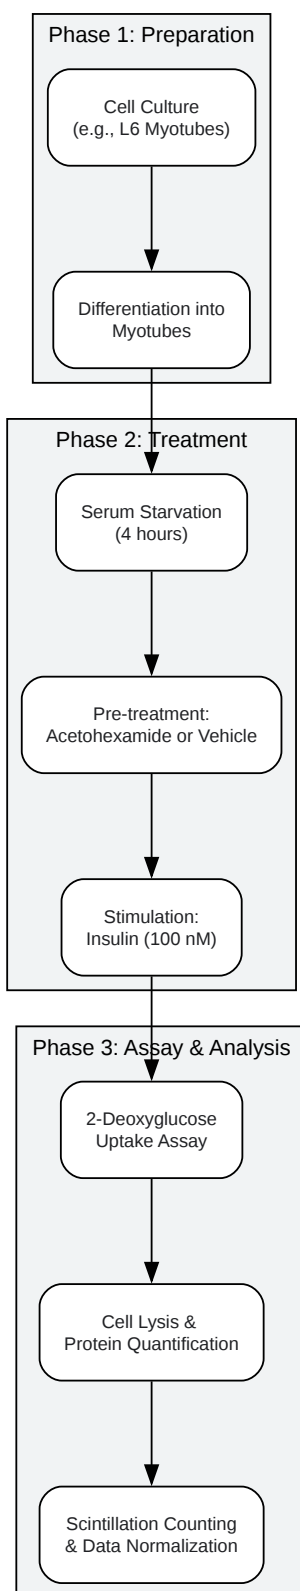 Phase 1: Preparation
Cell Culture
(e.g., L6 Myotubes)
Differentiation into
Myotubes
Phase 2: Treatment
Serum Starvation
(4 hours)
Pre-treatment:
Acetohexamide or Vehicle
Stimulation:
Insulin (100 nM)
Phase 3: Assay & Analysis
2-Deoxyglucose
Uptake Assay
Cell Lysis &
Protein Quantification
Scintillation Counting
& Data Normalization